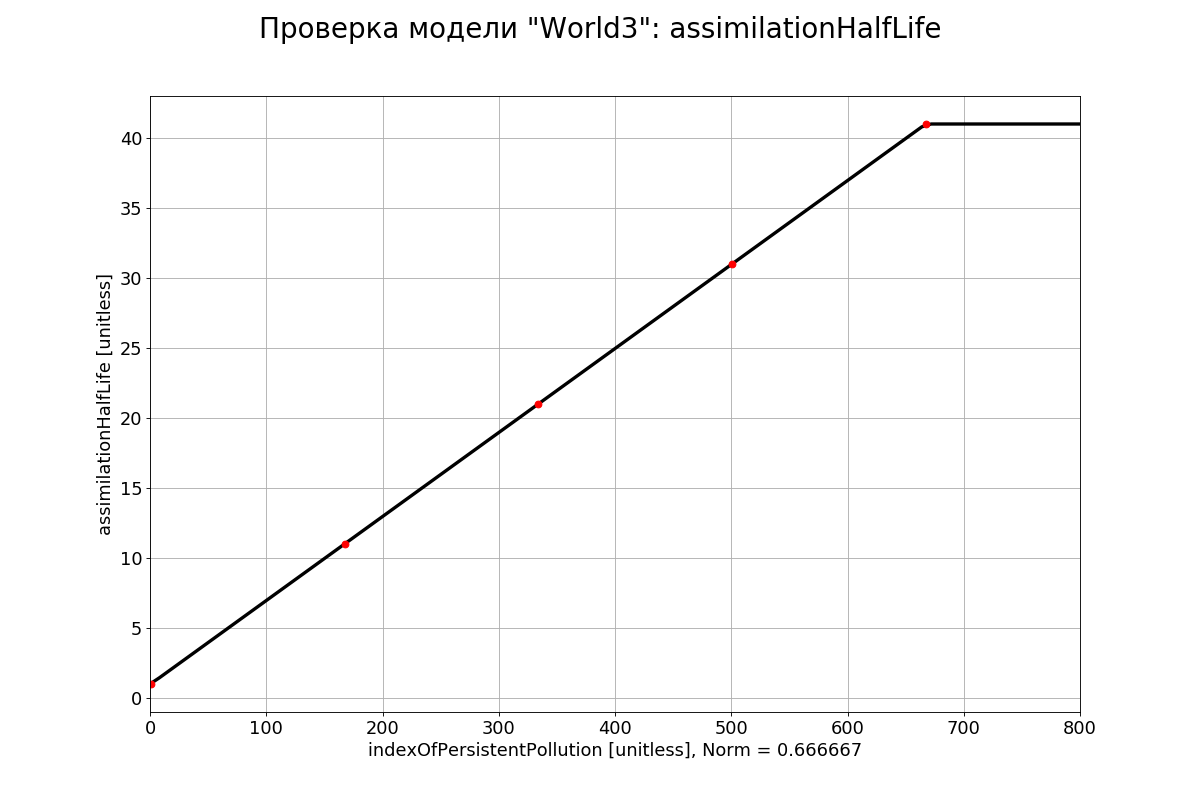 Проверка модели "World3": assimilationHalfLife
40
35
30
25
20
15
10
5
0
assimilationHalfLife [unitless]
0 100 200 300 400 500 600 700 800
indexOfPersistentPollution [unitless], Norm = 0.666667